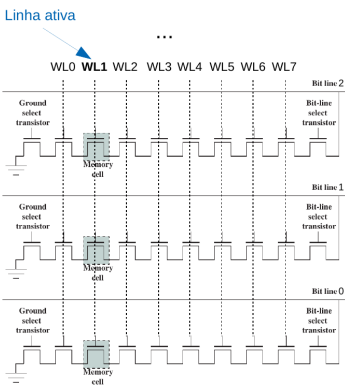 Linha ativa
...
WL0 WL1 WL2 WL3 WL4 WL5 WL6 WL7
Bit line 2
Ground
select
transistor
Bit-line
select
transistor
Memory
cell
Bit line 1
Ground
select
transistor
Bit-line
select
transistor
Memory
cell
Bit line 0
Ground
select
transistor
Bit-line
select
transistor
Memory
cell